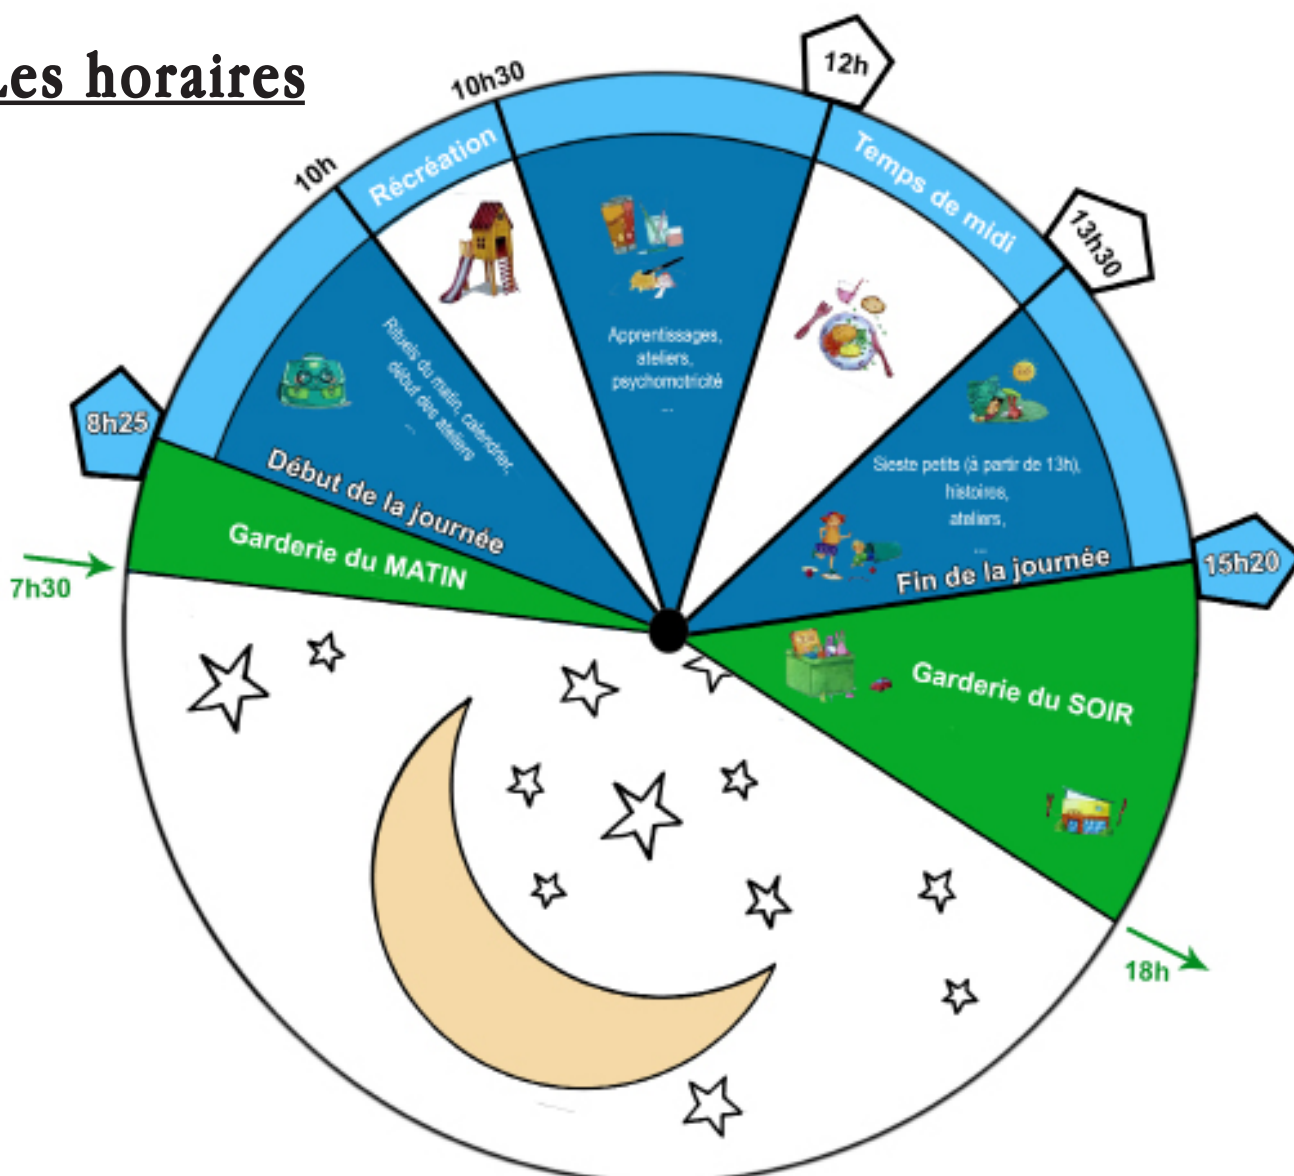 Les horaires
7h30
Garderie du MATIN
8h25
Début de la journée
Rituels du matin, calendrier,
début des ateliers
...
10h
Récréation
10h30
Apprentissages,
ateliers,
psychomotricité
...
12h
Temps de midi
13h30
Sieste petits (à partir de 13h),
histoires,
ateliers,
...
Fin de la journée
15h20
Garderie du SOIR
18h